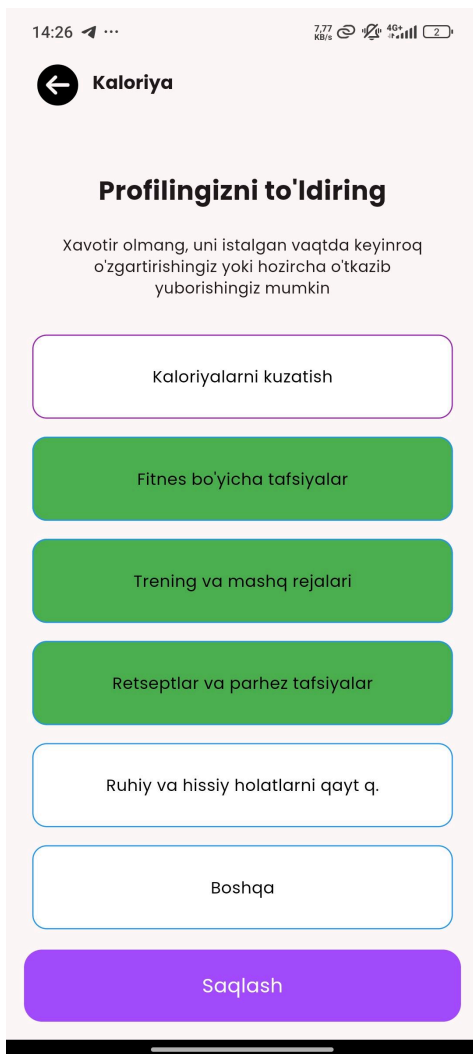 14:26 ...
7,77 KB/s 4G+ 2
Kaloriya
Profilingizni to'ldiring
Xavotir olmang, uni istalgan vaqtda keyinroq
o'zgartirishingiz yoki hozircha o'tkazib
yuborishingiz mumkin
Kaloriyalarni kuzatish
Fitnes bo'yicha tafsiyalar
Trening va mashq rejalari
Retseptlar va parhez tafsiyalar
Ruhiy va hissiy holatlarni qayt q.
Boshqa
Saqlash